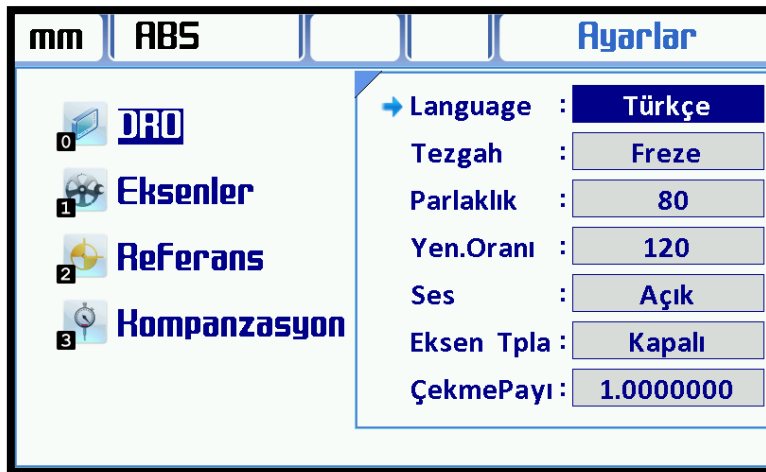 mm ABS Ayarlar
0 DRO
1 Eksenler
2 Referans
3 Kompanzasyon
Language : Türkçe
Tezgah : Freze
Parlaklık : 80
Yen.Oranı : 120
Ses : Açık
Eksen Tpla : Kapalı
ÇekmePayı : 1.0000000